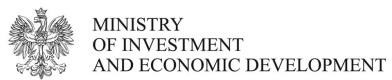 MINISTRY
OF INVESTMENT
AND ECONOMIC DEVELOPMENT